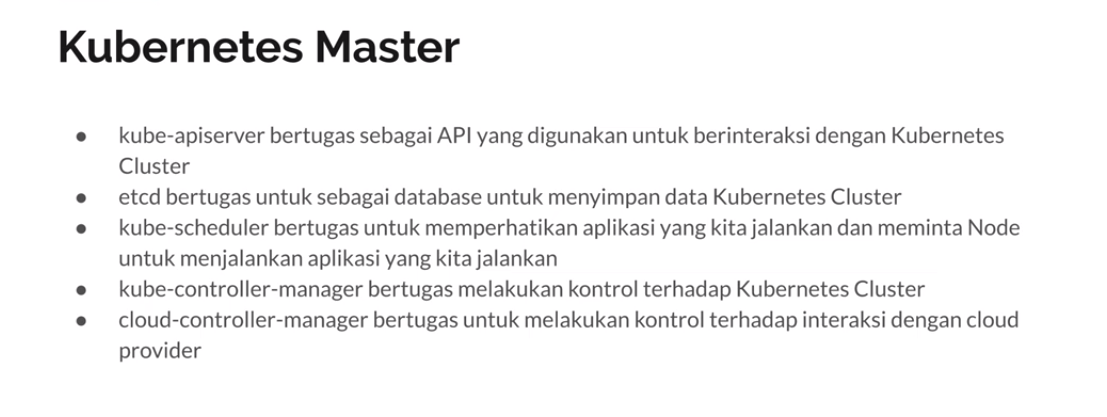 Kubernetes Master
● kube-apiserver bertugas sebagai API yang digunakan untuk berinteraksi dengan Kubernetes
Cluster
● etcd bertugas untuk sebagai database untuk menyimpan data Kubernetes Cluster
● kube-scheduler bertugas untuk memperhatikan aplikasi yang kita jalankan dan meminta Node
untuk menjalankan aplikasi yang kita jalankan
● kube-controller-manager bertugas melakukan kontrol terhadap Kubernetes Cluster
● cloud-controller-manager bertugas untuk melakukan kontrol terhadap interaksi dengan cloud
provider